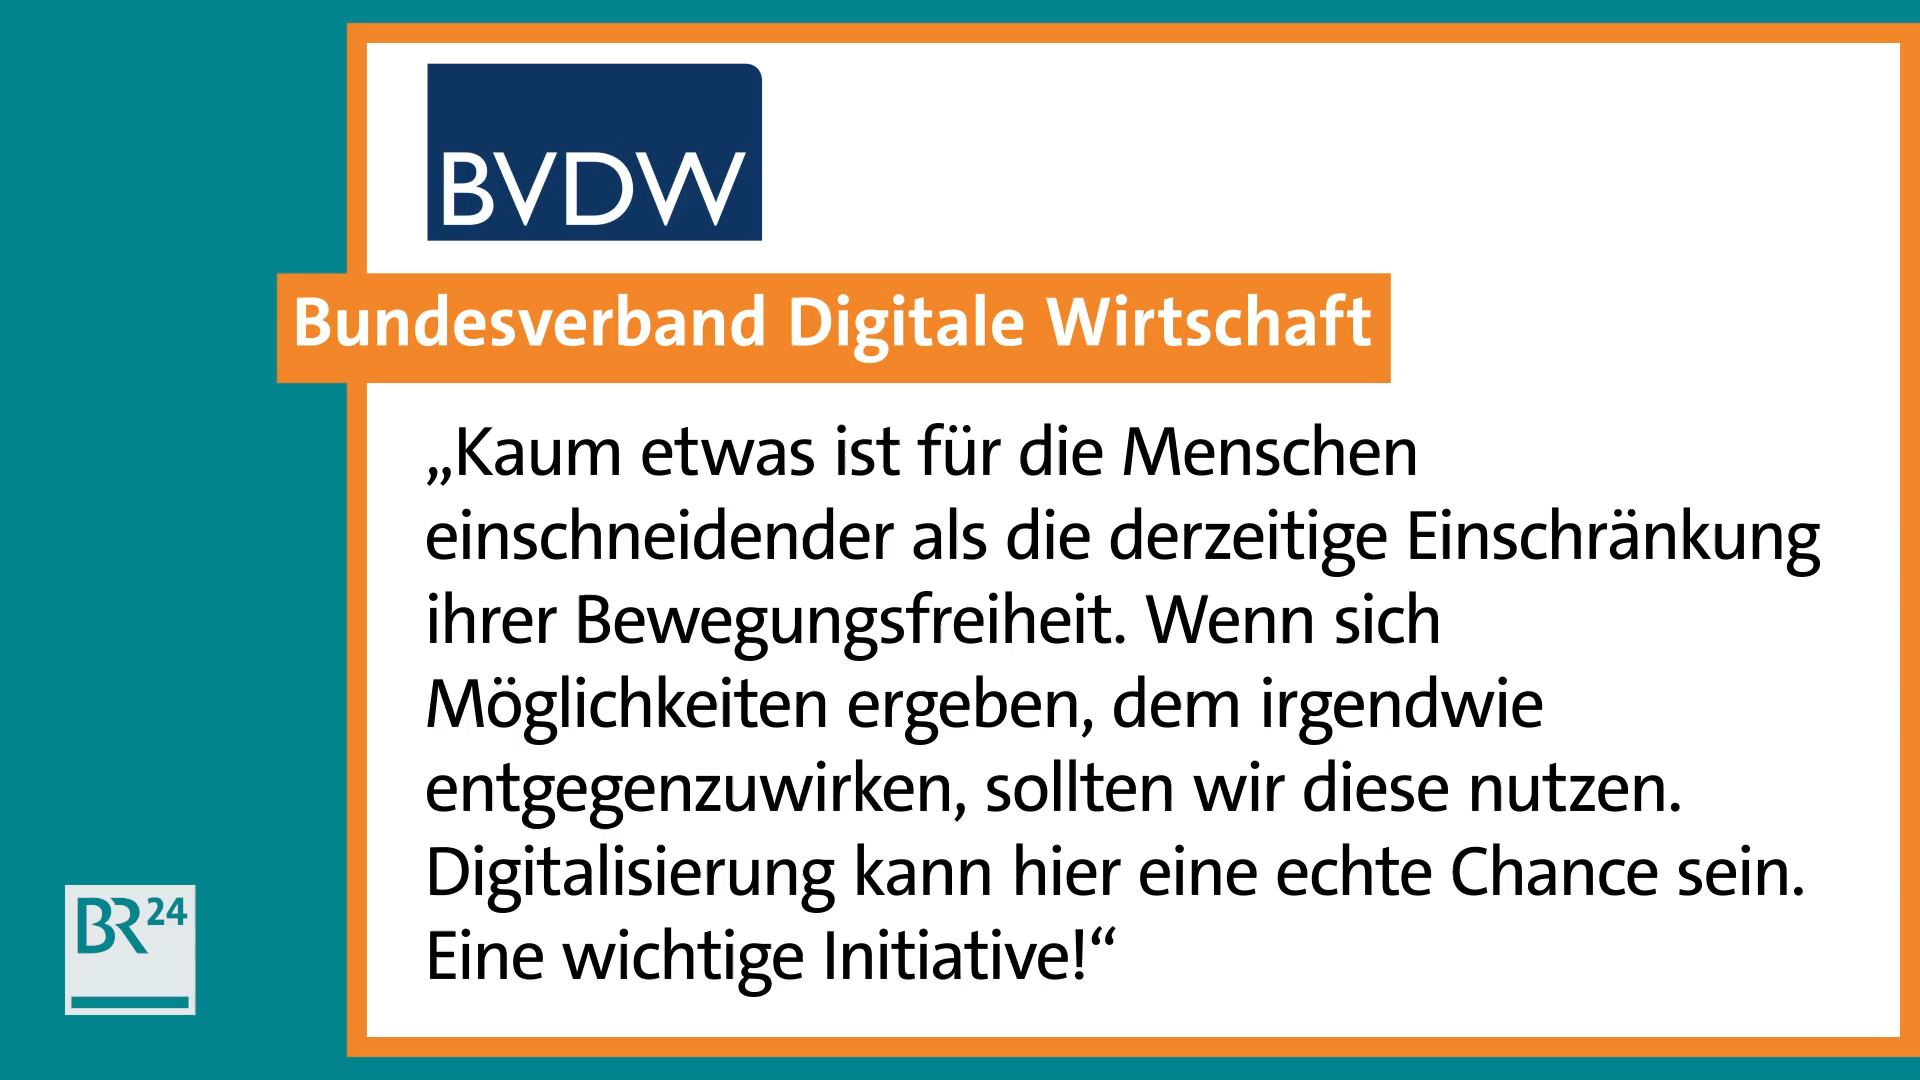 BVDW
Bundesverband Digitale Wirtschaft
„Kaum etwas ist für die Menschen
einschneidender als die derzeitige Einschränkung
ihrer Bewegungsfreiheit. Wenn sich
Möglichkeiten ergeben, dem irgendwie
entgegenzuwirken, sollten wir diese nutzen.
Digitalisierung kann hier eine echte Chance sein.
Eine wichtige Initiative!“
BR24